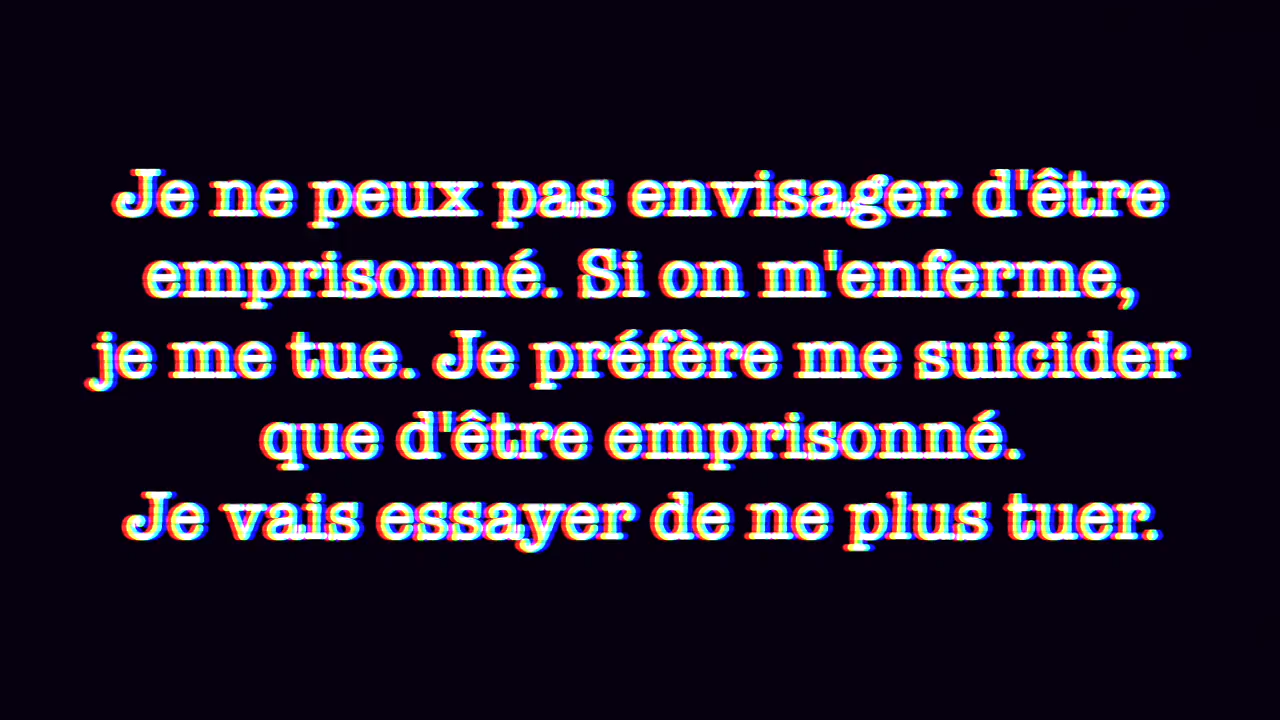 Je ne peux pas envisager d'être
emprisonné. Si on m'enferme,
je me tue. Je préfère me suicider
que d'être emprisonné.
Je vais essayer de ne plus tuer.